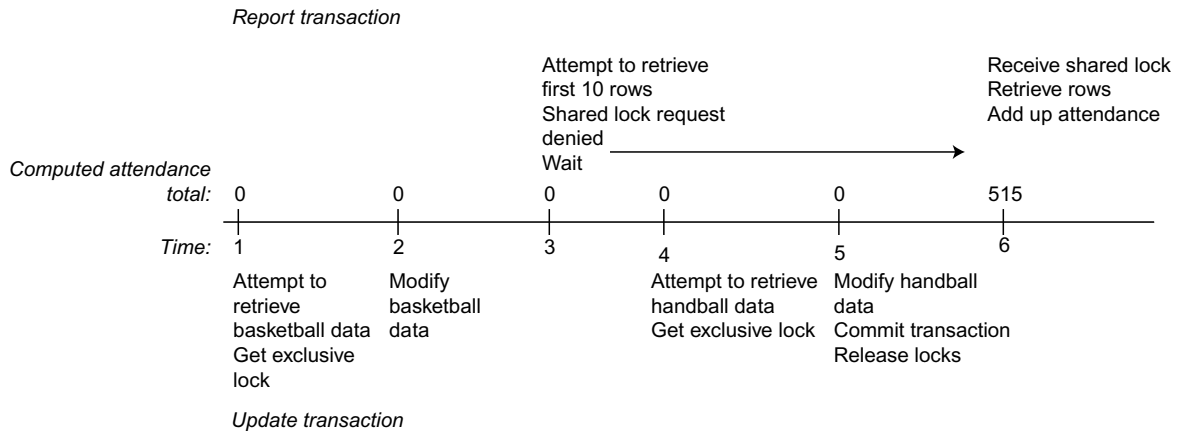 Report transaction
Attempt to retrieve
first 10 rows
Shared lock request
denied
Wait
Receive shared lock
Retrieve rows
Add up attendance
Computed attendance
total: 0 0 0 0 0 515
Time: 1 2 3 4 5 6
Attempt to
retrieve
basketball data
Get exclusive
lock
Modify
basketball
data
Attempt to retrieve
handball data
Get exclusive lock
Modify handball
data
Commit transaction
Release locks
Update transaction